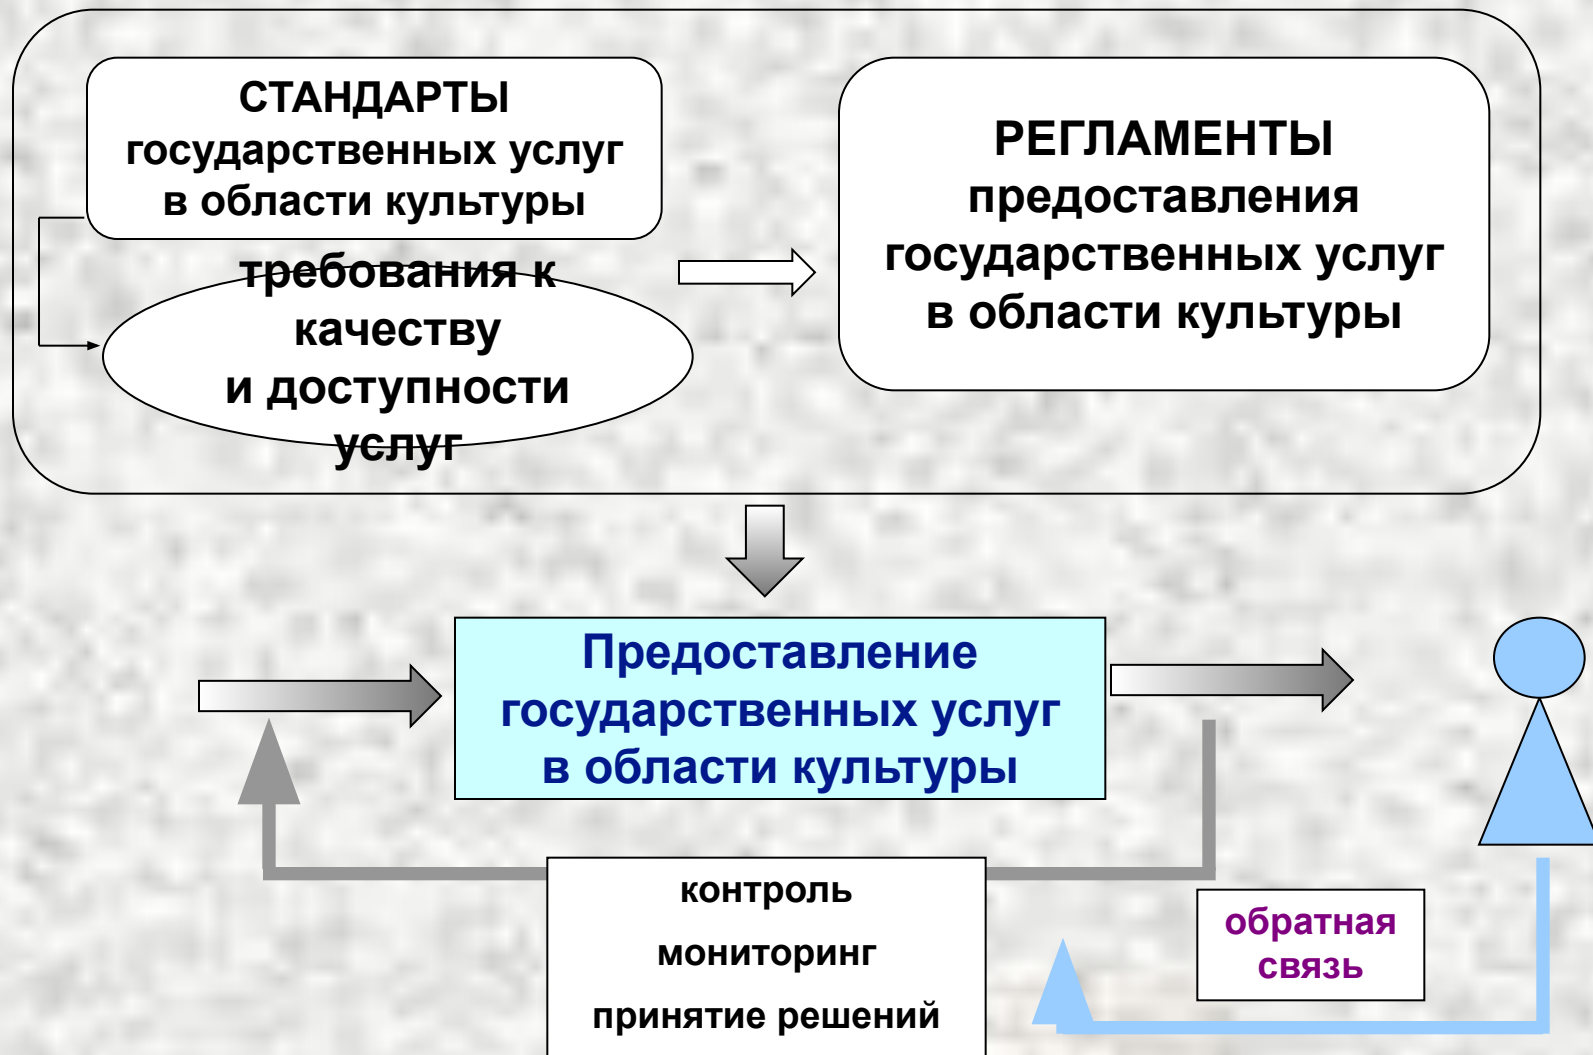 СТАНДАРТЫ
государственных услуг
в области культуры
требования к
качеству
и доступности
услуг
РЕГЛАМЕНТЫ
предоставления
государственных услуг
в области культуры
Предоставление
государственных услуг
в области культуры
контроль
мониторинг
принятие решений
обратная
связь